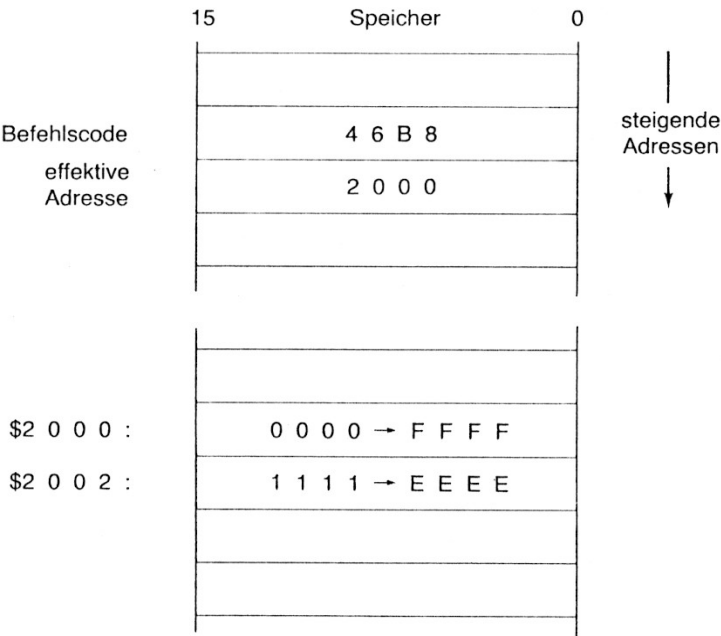 15 Speicher 0
Befehlscode 4 6 B 8
steigende
Adressen
effektive
Adresse
2 0 0 0
$2 0 0 0 : 0 0 0 0 → F F F F
$2 0 0 2 : 1 1 1 1 → E E E E